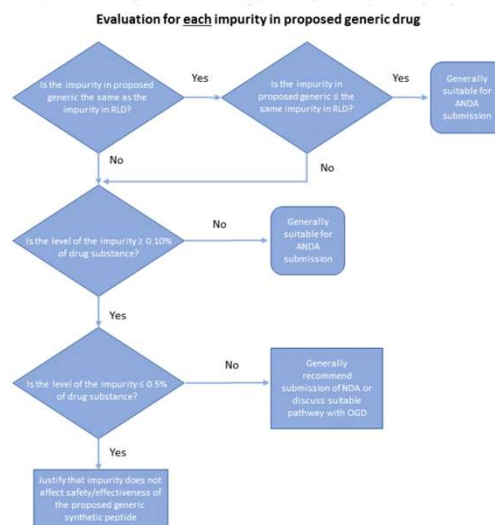 Evaluation for each impurity in proposed generic drug
Is the impurity in proposed
generic the same as the
impurity in RLD?
Yes
Is the impurity in
proposed generic ≤ the
same impurity in RLD?
Yes
Generally
suitable for
ANDA
submission
No
No
Is the level of the impurity ≥ 0.10%
of drug substance?
No
Generally
suitable for
ANDA
submission
Yes
Is the level of the impurity ≤ 0.5%
of drug substance?
No
Generally
recommend
submission of NDA or
discuss suitable
pathway with OGD
Yes
Justify that impurity does not
affect safety/effectiveness of
the proposed generic
synthetic peptide